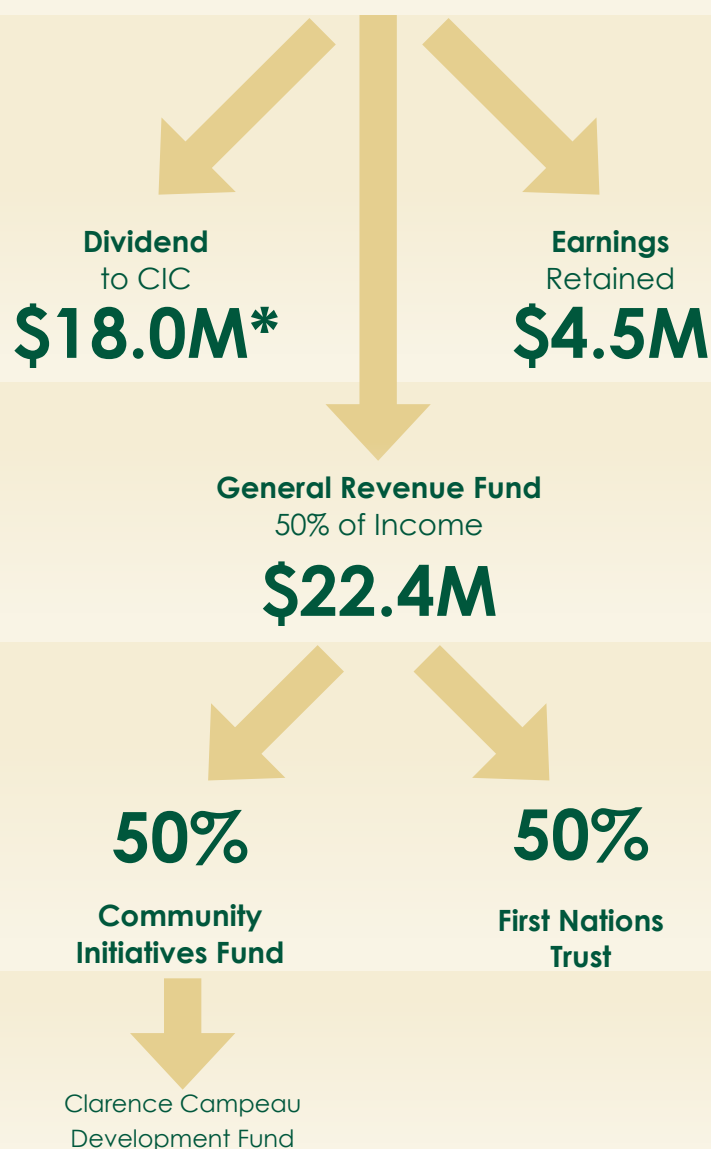 Dividend
to CIC
$18.0M*
Earnings
Retained
$4.5M
General Revenue Fund
50% of Income
$22.4M
50%
Community
Initiatives Fund
50%
First Nations
Trust
Clarence Campeau
Development Fund